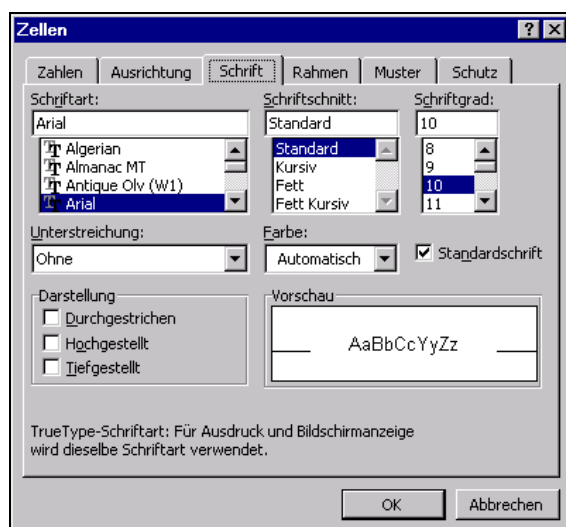 Zellen
Zahlen Ausrichtung Schrift Rahmen Muster Schutz
Schriftart: Schriftschnitt: Schriftgrad:
Arial Standard 10
Algerian Standard 8
Almanac MT Kursiv 9
Antique Olv (W1) Fett 10
Arial Fett Kursiv 11
Unterstreichung: Farbe:
Ohne Automatisch Standardschrift
Darstellung Vorschau
Durchgestrichen
Hochgestellt AaBbCcYyZz
Tiefgestellt
TrueType-Schriftart: Für Ausdruck und Bildschirmanzeige
wird dieselbe Schriftart verwendet.
OK Abbrechen